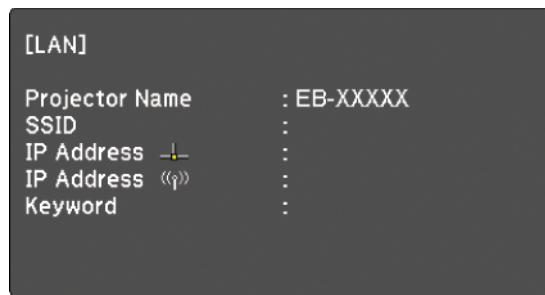 [LAN]
Projector Name : EB-XXXXX
SSID :
IP Address :
IP Address :
Keyword :